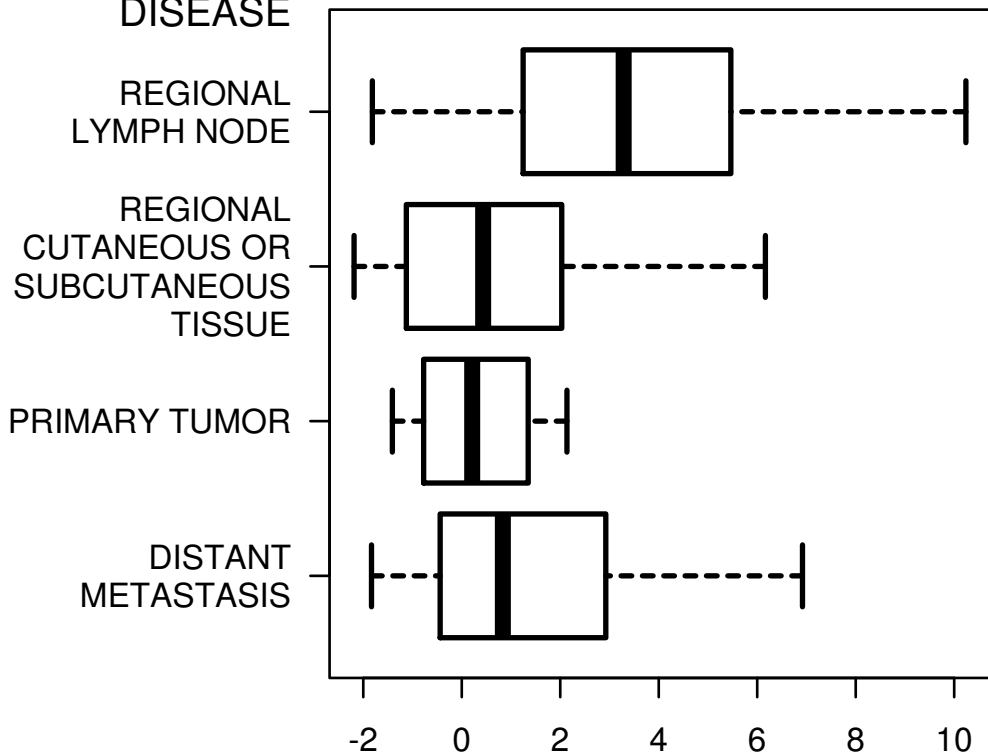 DISEASE
REGIONAL
LYMPH NODE
REGIONAL
CUTANEOUS OR
SUBCUTANEOUS
TISSUE
PRIMARY TUMOR
DISTANT
METASTASIS
-2 0 2 4 6 8 10